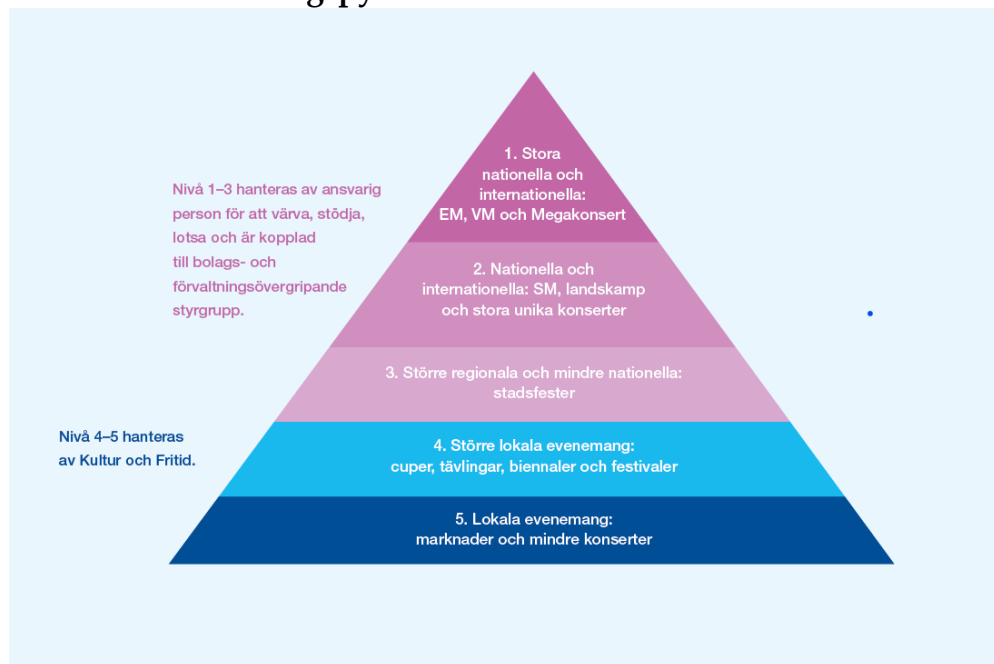 1. Stora
nationella och
internationella:
EM, VM och Megakonsert
Nivå 1–3 hanteras av ansvarig
person för att värva, stödja,
lotsa och är kopplad
till bolags- och
förvaltningsövergripande
styrgrupp.
2. Nationella och
internationella: SM, landskamp
och stora unika konserter
3. Större regionala och mindre nationella:
stadsfester
Nivå 4–5 hanteras
av Kultur och Fritid.
4. Större lokala evenemang:
cuper, tävlingar, biennaler och festivaler
5. Lokala evenemang:
marknader och mindre konserter